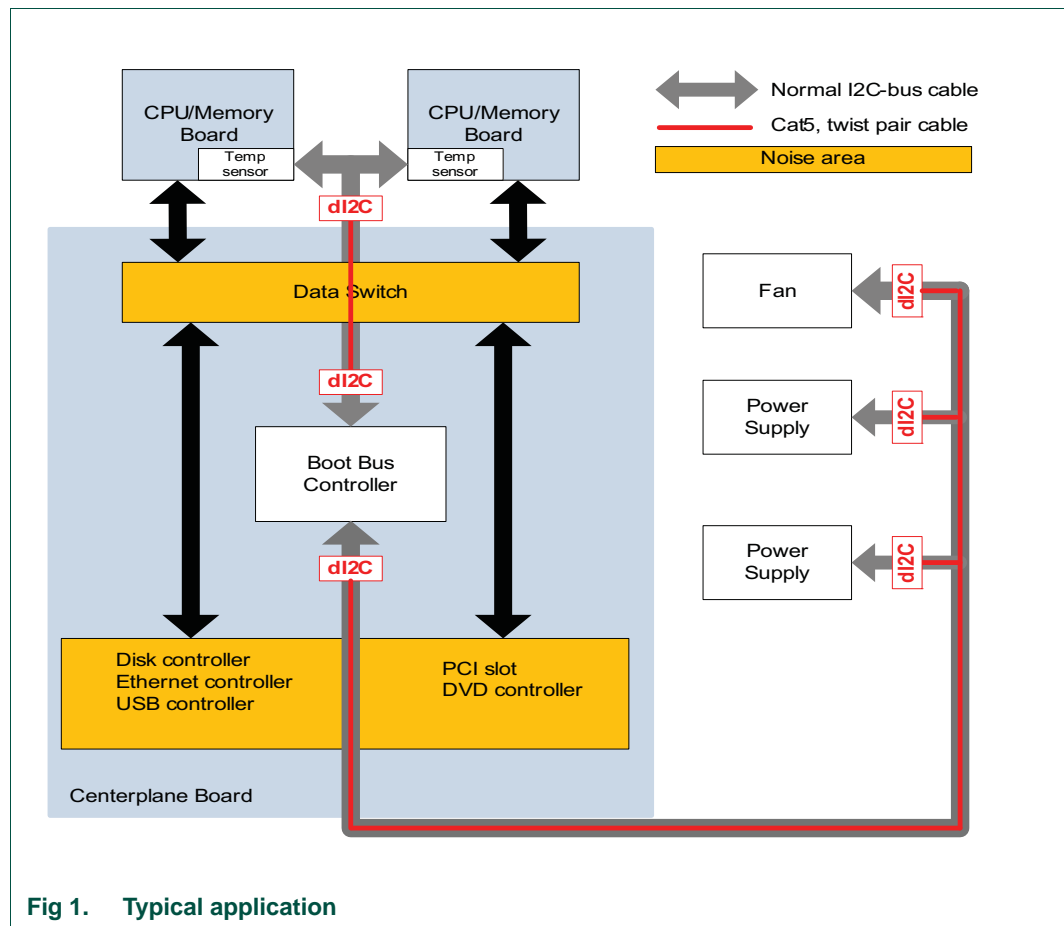 CPU/Memory
Board
Temp
sensor
CPU/Memory
Board
Temp
sensor
Normal I2C-bus cable
Cat5, twist pair cable
Noise area
dI2C
Data Switch
dI2C
Boot Bus
Controller
dI2C
Fan
dI2C
Power
Supply
dI2C
Power
Supply
dI2C
Disk controller
Ethernet controller
USB controller
PCI slot
DVD controller
Centerplane Board
Fig 1. Typical application